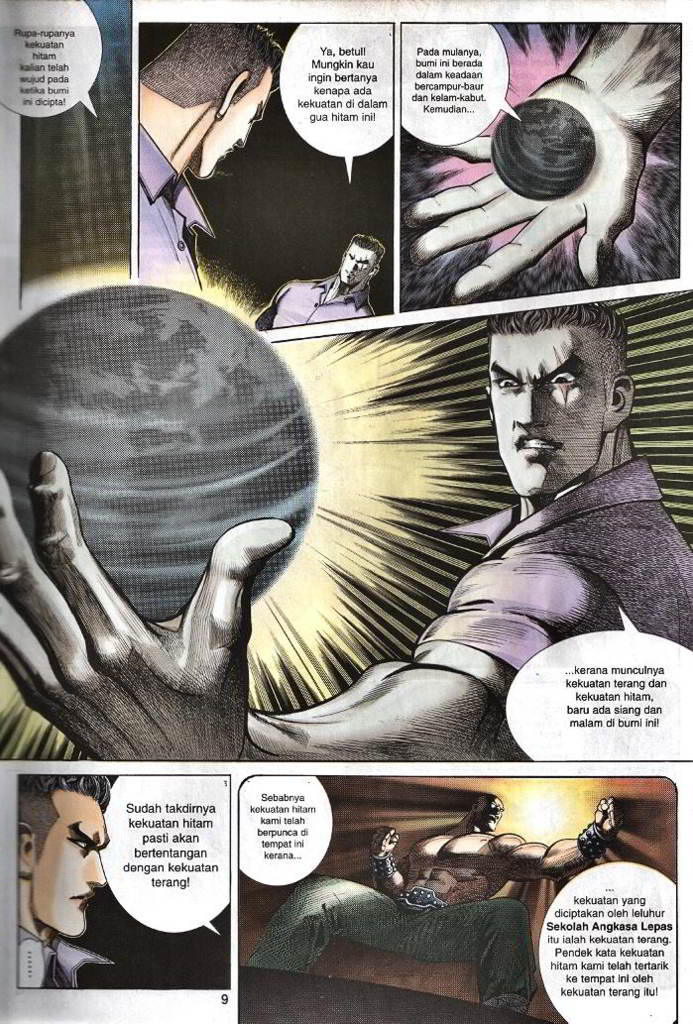 Rupa-rupanya
kekuatan
hitam
kalian telah
wujud pada
ketika bumi
ini dicipta!
Ya, betul!
Mungkin kau
ingin bertanya
kenapa ada
kekuatan di dalam
gua hitam ini!
Pada mulanya,
bumi ini berada
dalam keadaan
bercampur-baur
dan kelam-kabut.
Kemudian...
...kerana munculnya
kekuatan terang dan
kekuatan hitam,
baru ada siang dan
malam di bumi ini!
Sudah takdirnya
kekuatan hitam
pasti akan
bertentangan
dengan kekuatan
terang!
......
Sebabnya
kekuatan hitam
kami telah
berpunca di
tempat ini
kerana...
...
kekuatan yang
diciptakan oleh leluhur
Sekolah Angkasa Lepas
itu ialah kekuatan terang.
Pendek kata kekuatan
hitam kami telah tertarik
ke tempat ini oleh
kekuatan terang itu!
9